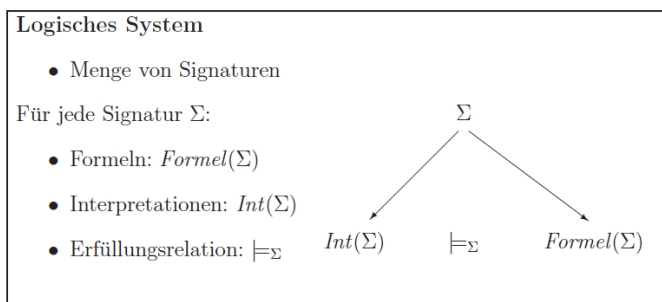 Logisches System
• Menge von Signaturen
Für jede Signatur Σ:
• Formeln: Formel(Σ)
• Interpretationen: Int(Σ)
• Erfüllungsrelation: ⊨Σ
Σ
Int(Σ) ⊨Σ Formel(Σ)